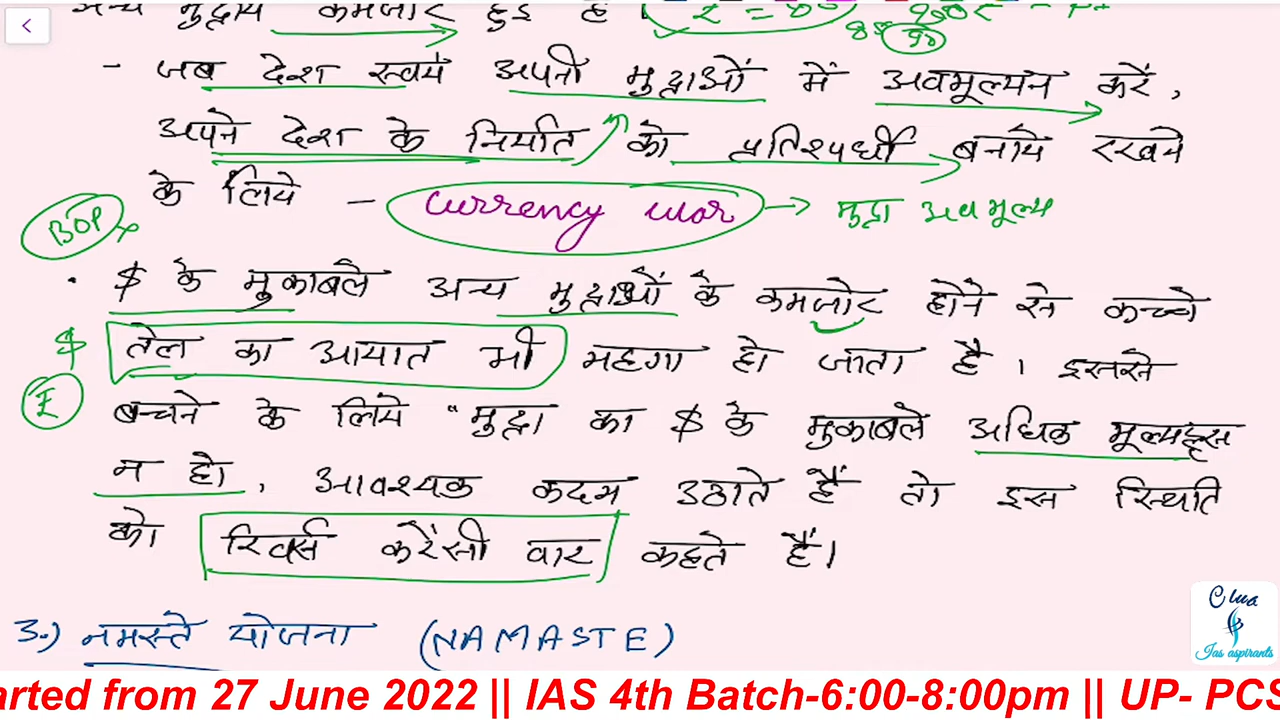 अन्य मुद्रायें कमजोर हुई है
- जब देश स्वयं अपनी मुद्राओं में अवमूल्यन करें,
अपने देश के निर्यात को प्रतिस्पर्धी बनाये रखने
के लिये - Currency war → मुद्रा अवमूल्य
BOP
· $ के मुकाबले अन्य मुद्राओं के कमजोर होने से कच्चे
$ तेल का आयात भी महगा हो जाता है। इससे
बचने के लिये "मुद्रा का $ के मुकाबले अधिक मूल्यह्रास
न हो, आवश्यक कदम उठाते हैं तो इस स्थिति
को रिवर्स करेंसी वार कहते हैं।
3.) नमस्ते योजना (NAMASTE)
Clue
Ias aspirants
arted from 27 June 2022 || IAS 4th Batch-6:00-8:00pm || UP- PCS